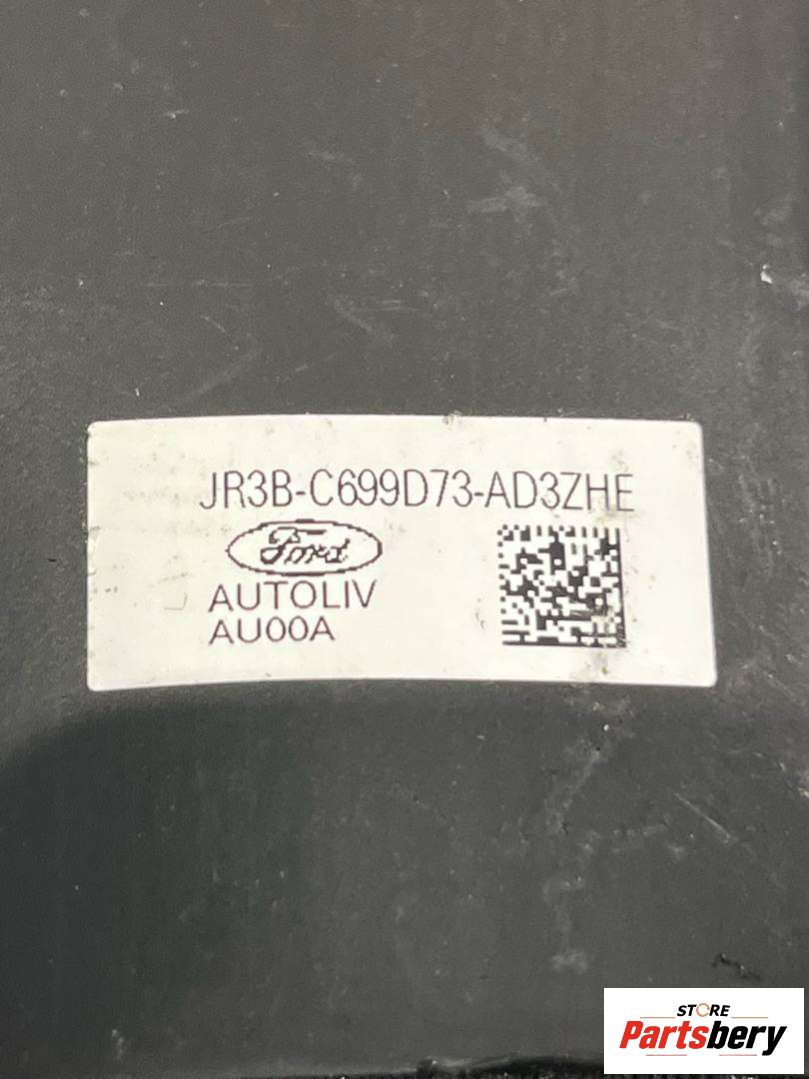 JR3B-C699D73-AD3ZHE
Ford
AUTOLIV
AU00A
STORE
Partsbery